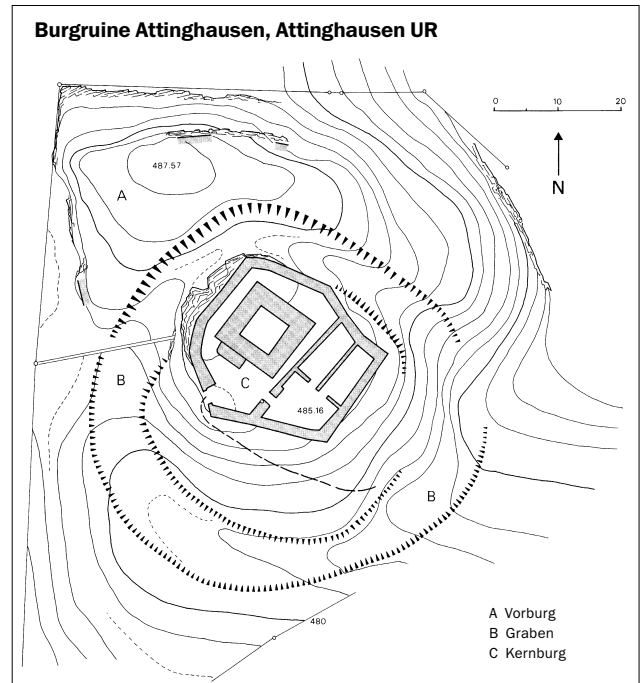 Burgruine Attinghausen, Attinghausen UR
0 10 20
N
487.57
A
B
C
485.16
B
480
A Vorburg
B Graben
C Kernburg